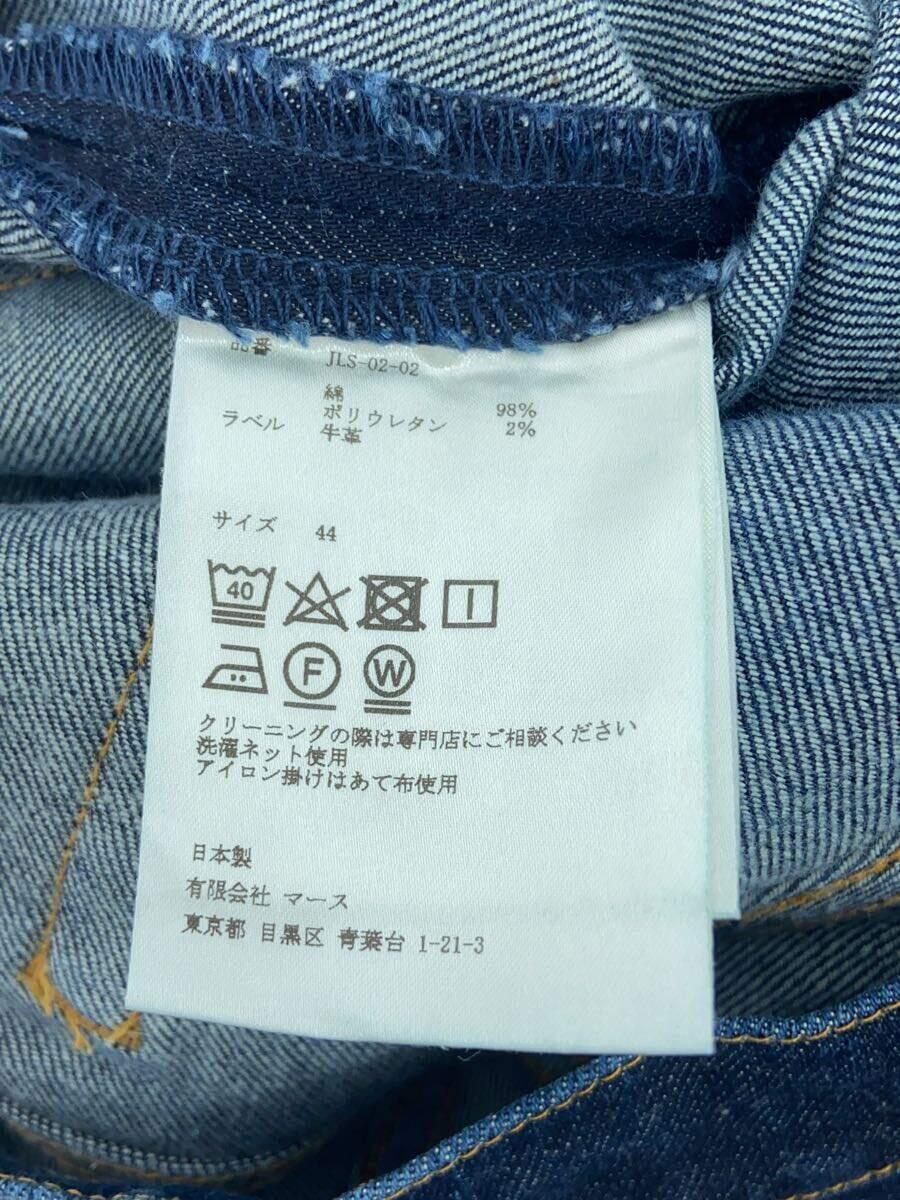 品番 JLS-02-02
綿 98%
ポリウレタン 2%
ラベル 牛革
サイズ 44
40
F W
クリーニングの際は専門店にご相談ください
洗濯ネット使用
アイロン掛けはあて布使用
日本製
有限会社 マース
東京都 目黒区 青葉台 1-21-3